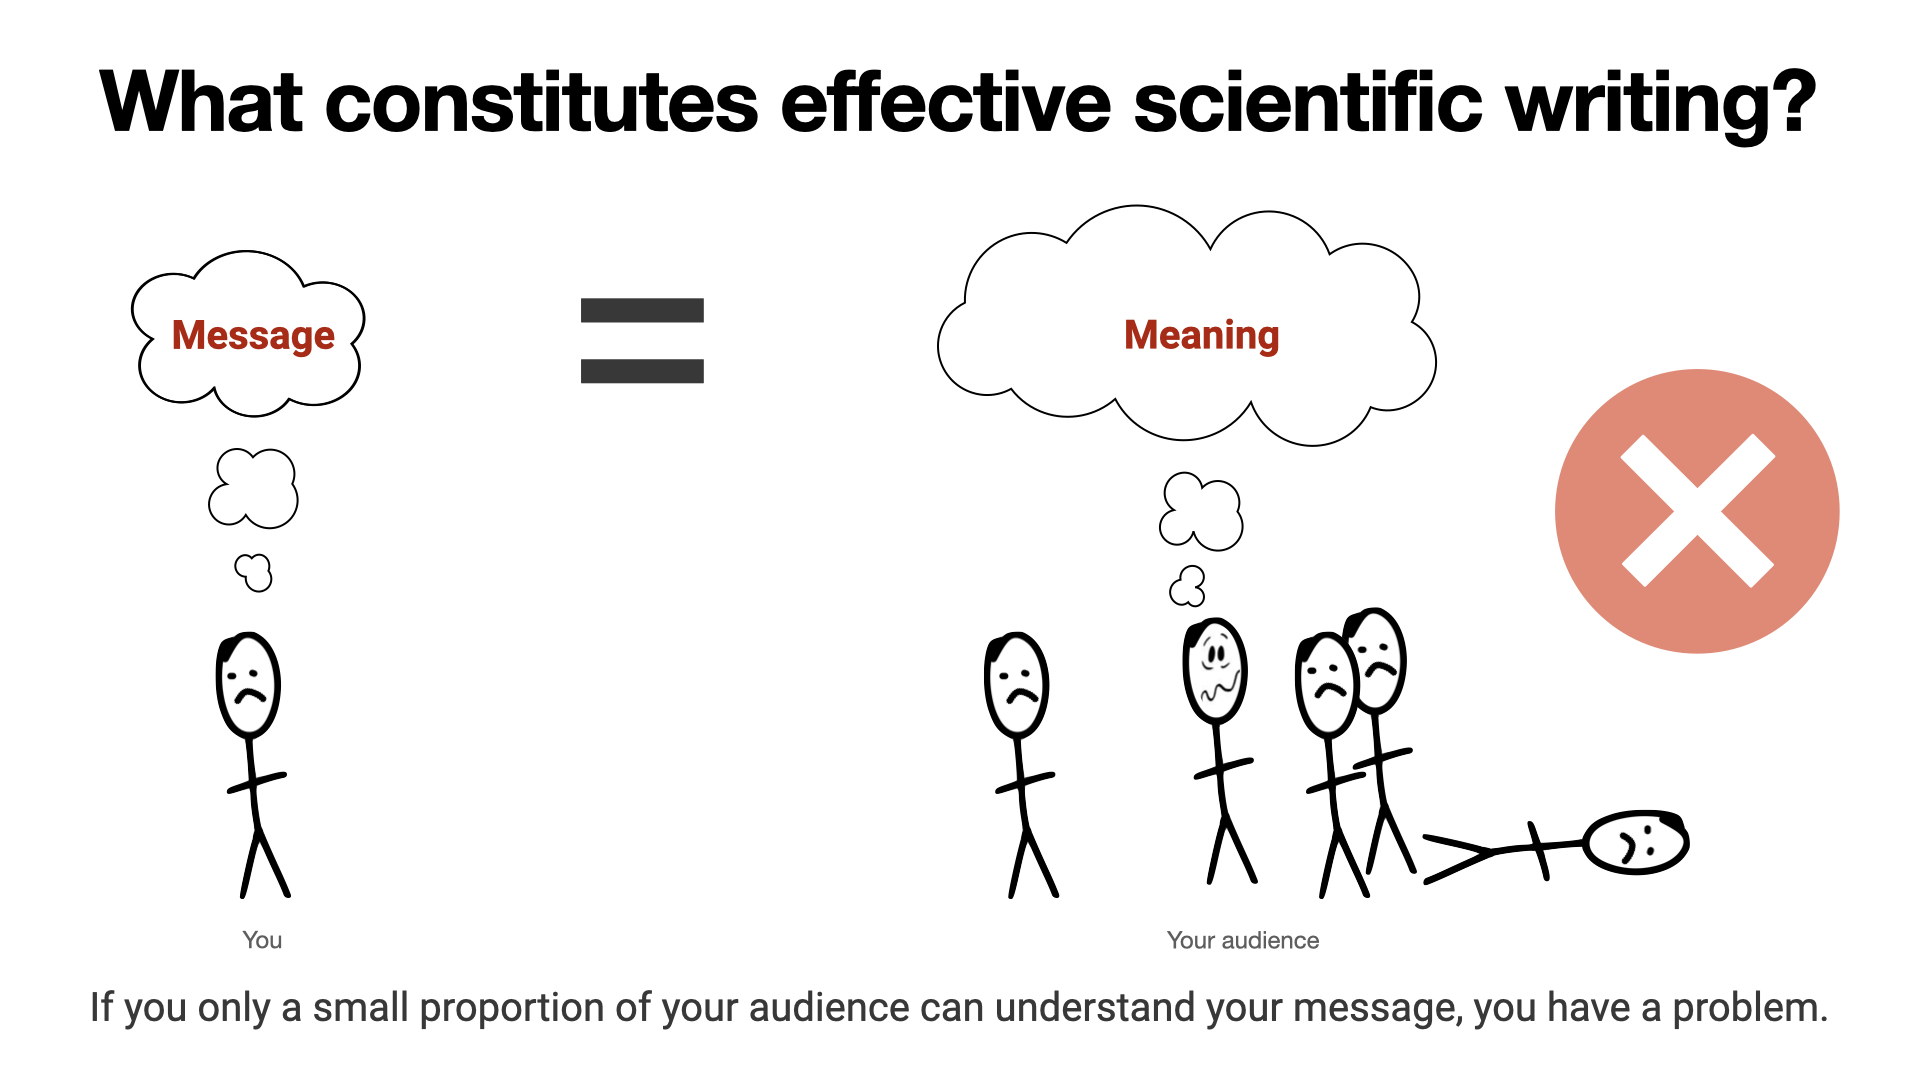 What constitutes effective scientific writing?
Message
Meaning
You
Your audience
If you only a small proportion of your audience can understand your message, you have a problem.